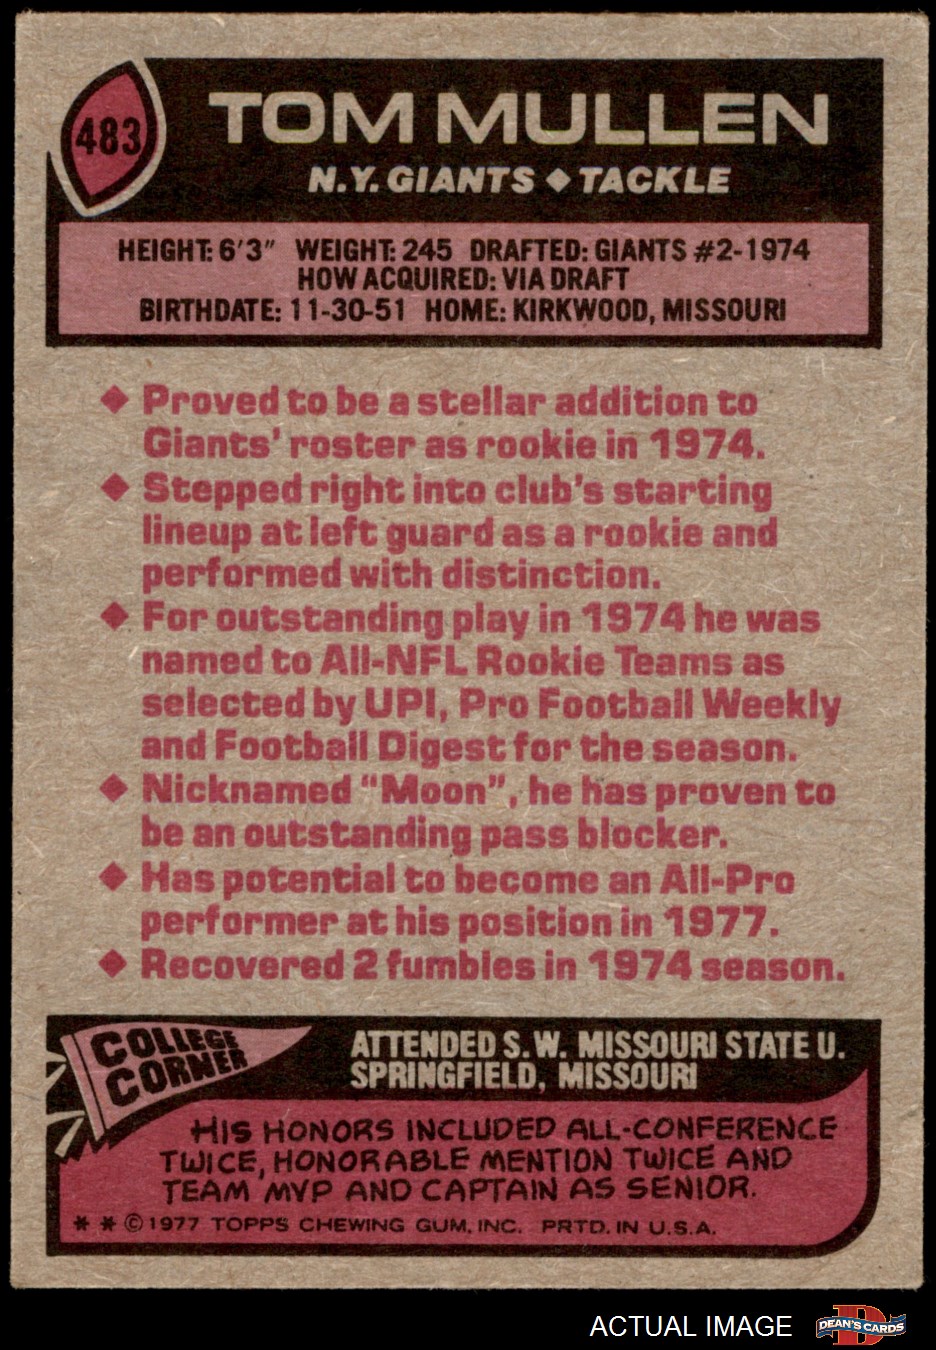 483
TOM MULLEN
N.Y. GIANTS ◆ TACKLE
HEIGHT: 6'3" WEIGHT: 245 DRAFTED: GIANTS #2-1974
HOW ACQUIRED: VIA DRAFT
BIRTHDATE: 11-30-51 HOME: KIRKWOOD, MISSOURI
◆ Proved to be a stellar addition to
Giants' roster as rookie in 1974.
◆ Stepped right into club's starting
lineup at left guard as a rookie and
performed with distinction.
◆ For outstanding play in 1974 he was
named to All-NFL Rookie Teams as
selected by UPI, Pro Football Weekly
and Football Digest for the season.
◆ Nicknamed "Moon", he has proven to
be an outstanding pass blocker.
◆ Has potential to become an All-Pro
performer at his position in 1977.
◆ Recovered 2 fumbles in 1974 season.
COLLEGE
CORNER
ATTENDED S.W. MISSOURI STATE U.
SPRINGFIELD, MISSOURI
HIS HONORS INCLUDED ALL-CONFERENCE
TWICE, HONORABLE MENTION TWICE AND
TEAM MVP AND CAPTAIN AS SENIOR.
* * © 1977 TOPPS CHEWING GUM, INC. PRTD. IN U.S.A.
ACTUAL IMAGE
D
DEAN'S CARDS